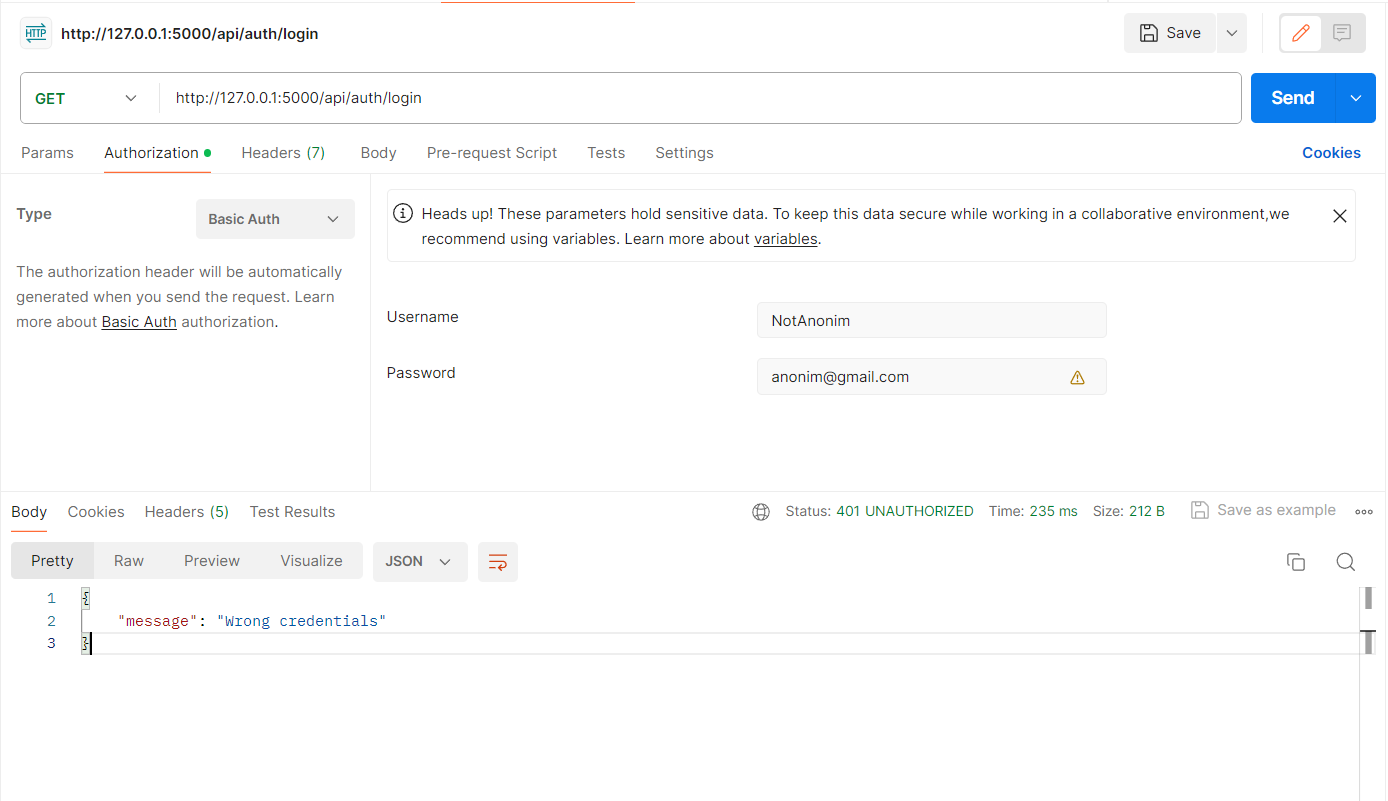 HTTP http://127.0.0.1:5000/api/auth/login Save
GET http://127.0.0.1:5000/api/auth/login Send
Params Authorization Headers (7) Body Pre-request Script Tests Settings Cookies
Type Basic Auth
The authorization header will be automatically
generated when you send the request. Learn
more about Basic Auth authorization.
Heads up! These parameters hold sensitive data. To keep this data secure while working in a collaborative environment,we
recommend using variables. Learn more about variables.
Username NotAnonim
Password anonim@gmail.com
Body Cookies Headers (5) Test Results Status: 401 UNAUTHORIZED Time: 235 ms Size: 212 B Save as example
Pretty Raw Preview Visualize JSON
1 {
2 "message": "Wrong credentials"
3 }